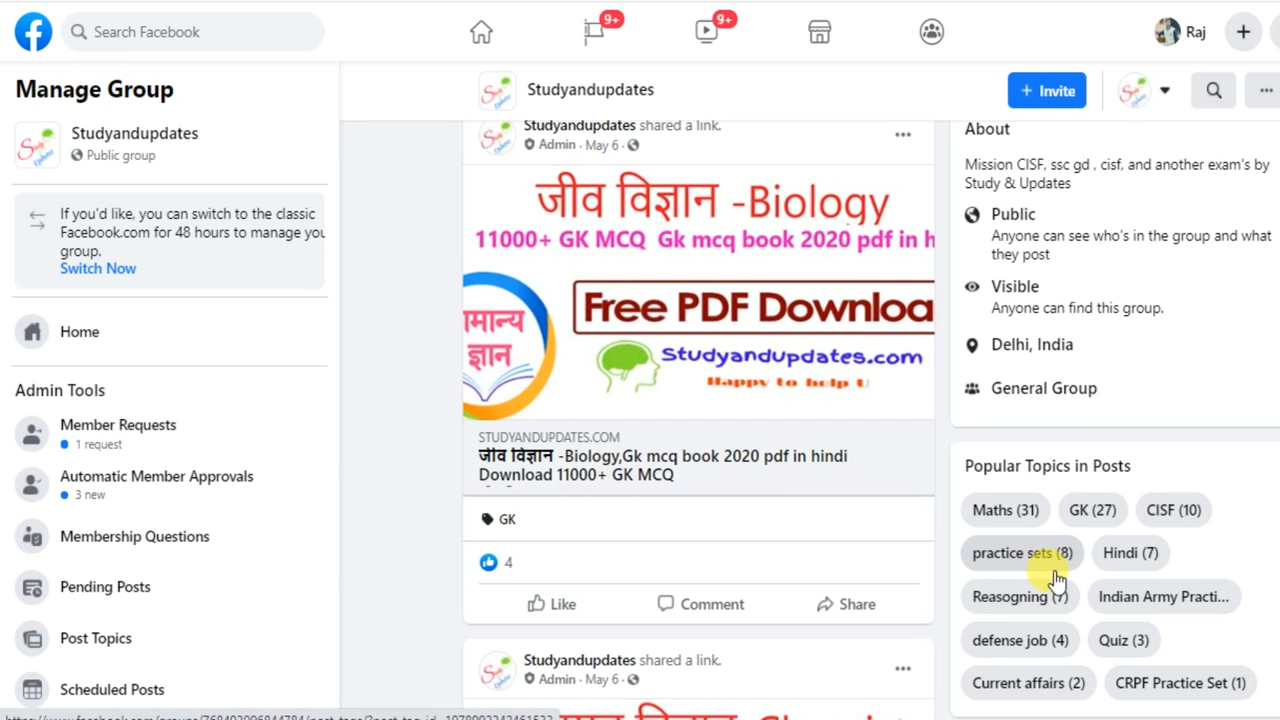 Search Facebook
9+
9+
Raj
Manage Group
Studyandupdates
Public group
If you'd like, you can switch to the classic
Facebook.com for 48 hours to manage you
group.
Switch Now
Home
Admin Tools
Member Requests
1 request
Automatic Member Approvals
3 new
Membership Questions
Pending Posts
Post Topics
Scheduled Posts
Studyandupdates
+ Invite
Studyandupdates shared a link.
Admin · May 6 ·
जीव विज्ञान -Biology
11000+ GK MCQ Gk mcq book 2020 pdf in h
Free PDF Downloa
मान्य
ज्ञान
Studyandupdates.com
Happy to help U
STUDYANDUPDATES.COM
जीव विज्ञान -Biology,Gk mcq book 2020 pdf in hindi
Download 11000+ GK MCQ
GK
4
Like
Comment
Share
Studyandupdates shared a link.
Admin · May 6 ·
About
Mission CISF, ssc gd , cisf, and another exam's by
Study & Updates
Public
Anyone can see who's in the group and what
they post
Visible
Anyone can find this group.
Delhi, India
General Group
Popular Topics in Posts
Maths (31)
GK (27)
CISF (10)
practice sets (8)
Hindi (7)
Reasogning (7)
Indian Army Practi...
defense job (4)
Quiz (3)
Current affairs (2)
CRPF Practice Set (1)